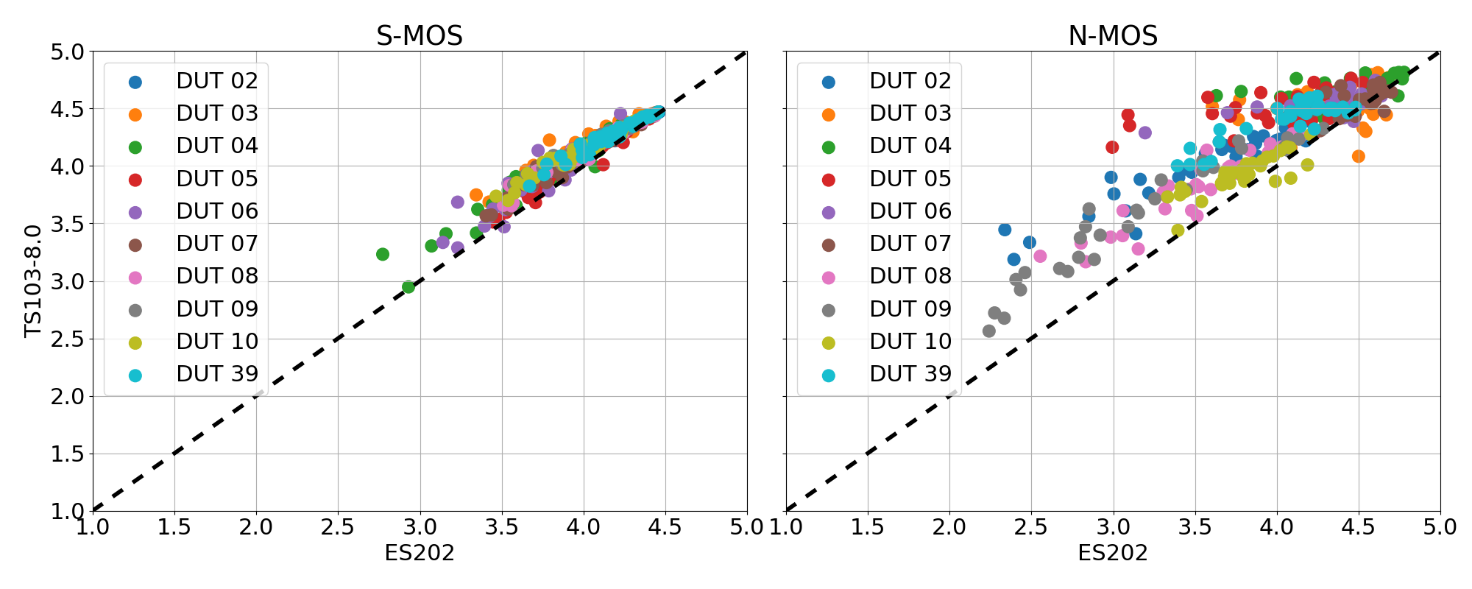 S-MOS
N-MOS
TS103-8.0
5.0
4.5
4.0
3.5
3.0
2.5
2.0
1.5
1.0
DUT 02
DUT 03
DUT 04
DUT 05
DUT 06
DUT 07
DUT 08
DUT 09
DUT 10
DUT 39
1.0 1.5 2.0 2.5 3.0 3.5 4.0 4.5 5.0
ES202
DUT 02
DUT 03
DUT 04
DUT 05
DUT 06
DUT 07
DUT 08
DUT 09
DUT 10
DUT 39
1.0 1.5 2.0 2.5 3.0 3.5 4.0 4.5 5.0
ES202